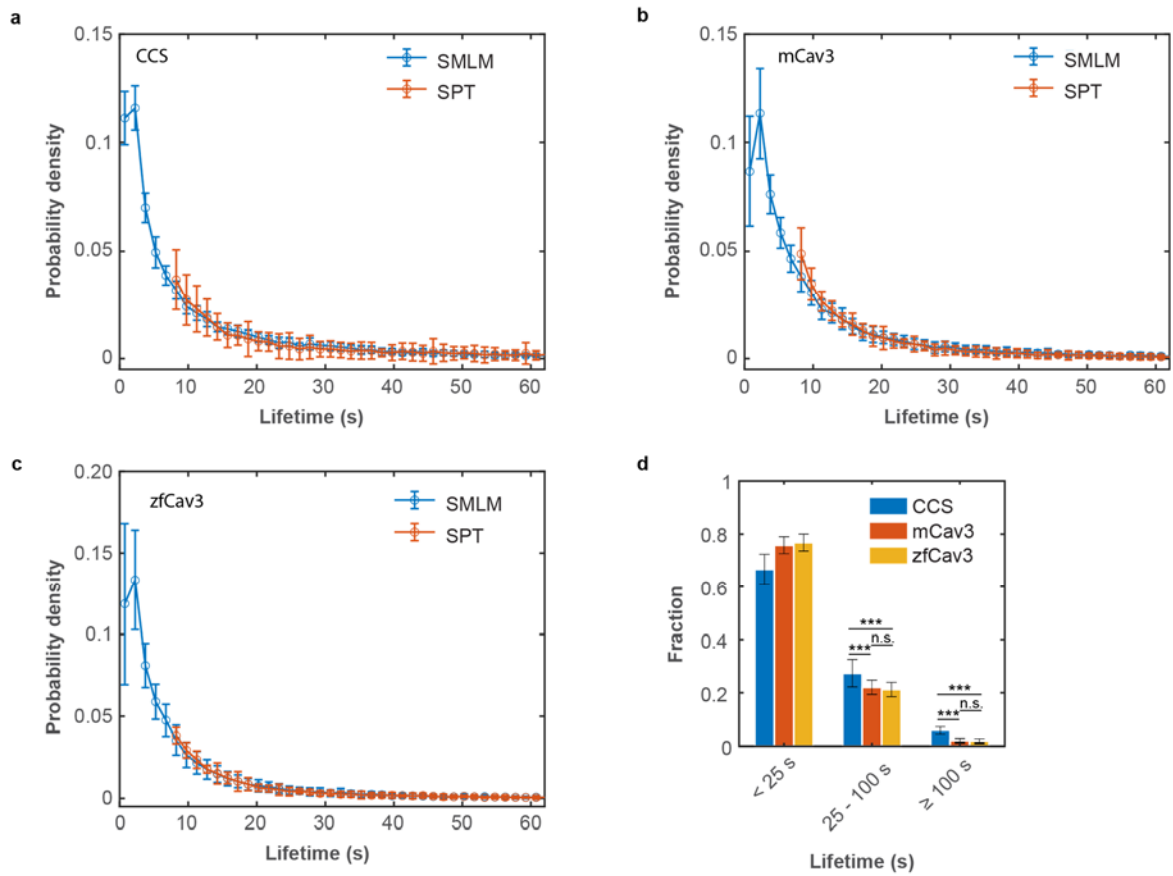 a
CCS
SMLM
SPT
0.15
0.1
0.05
0
Probability density
0 10 20 30 40 50 60
Lifetime (s)
b
mCav3
SMLM
SPT
0.15
0.1
0.05
0
Probability density
0 10 20 30 40 50 60
Lifetime (s)
c
zfCav3
SMLM
SPT
0.20
0.15
0.10
0.05
0
Probability density
0 10 20 30 40 50 60
Lifetime (s)
d
CCS
mCav3
zfCav3
1
0.8
0.6
0.4
0.2
0
Fraction
***
*** n.s.
***
*** n.s.
< 25 s
25 - 100 s
≥ 100 s
Lifetime (s)